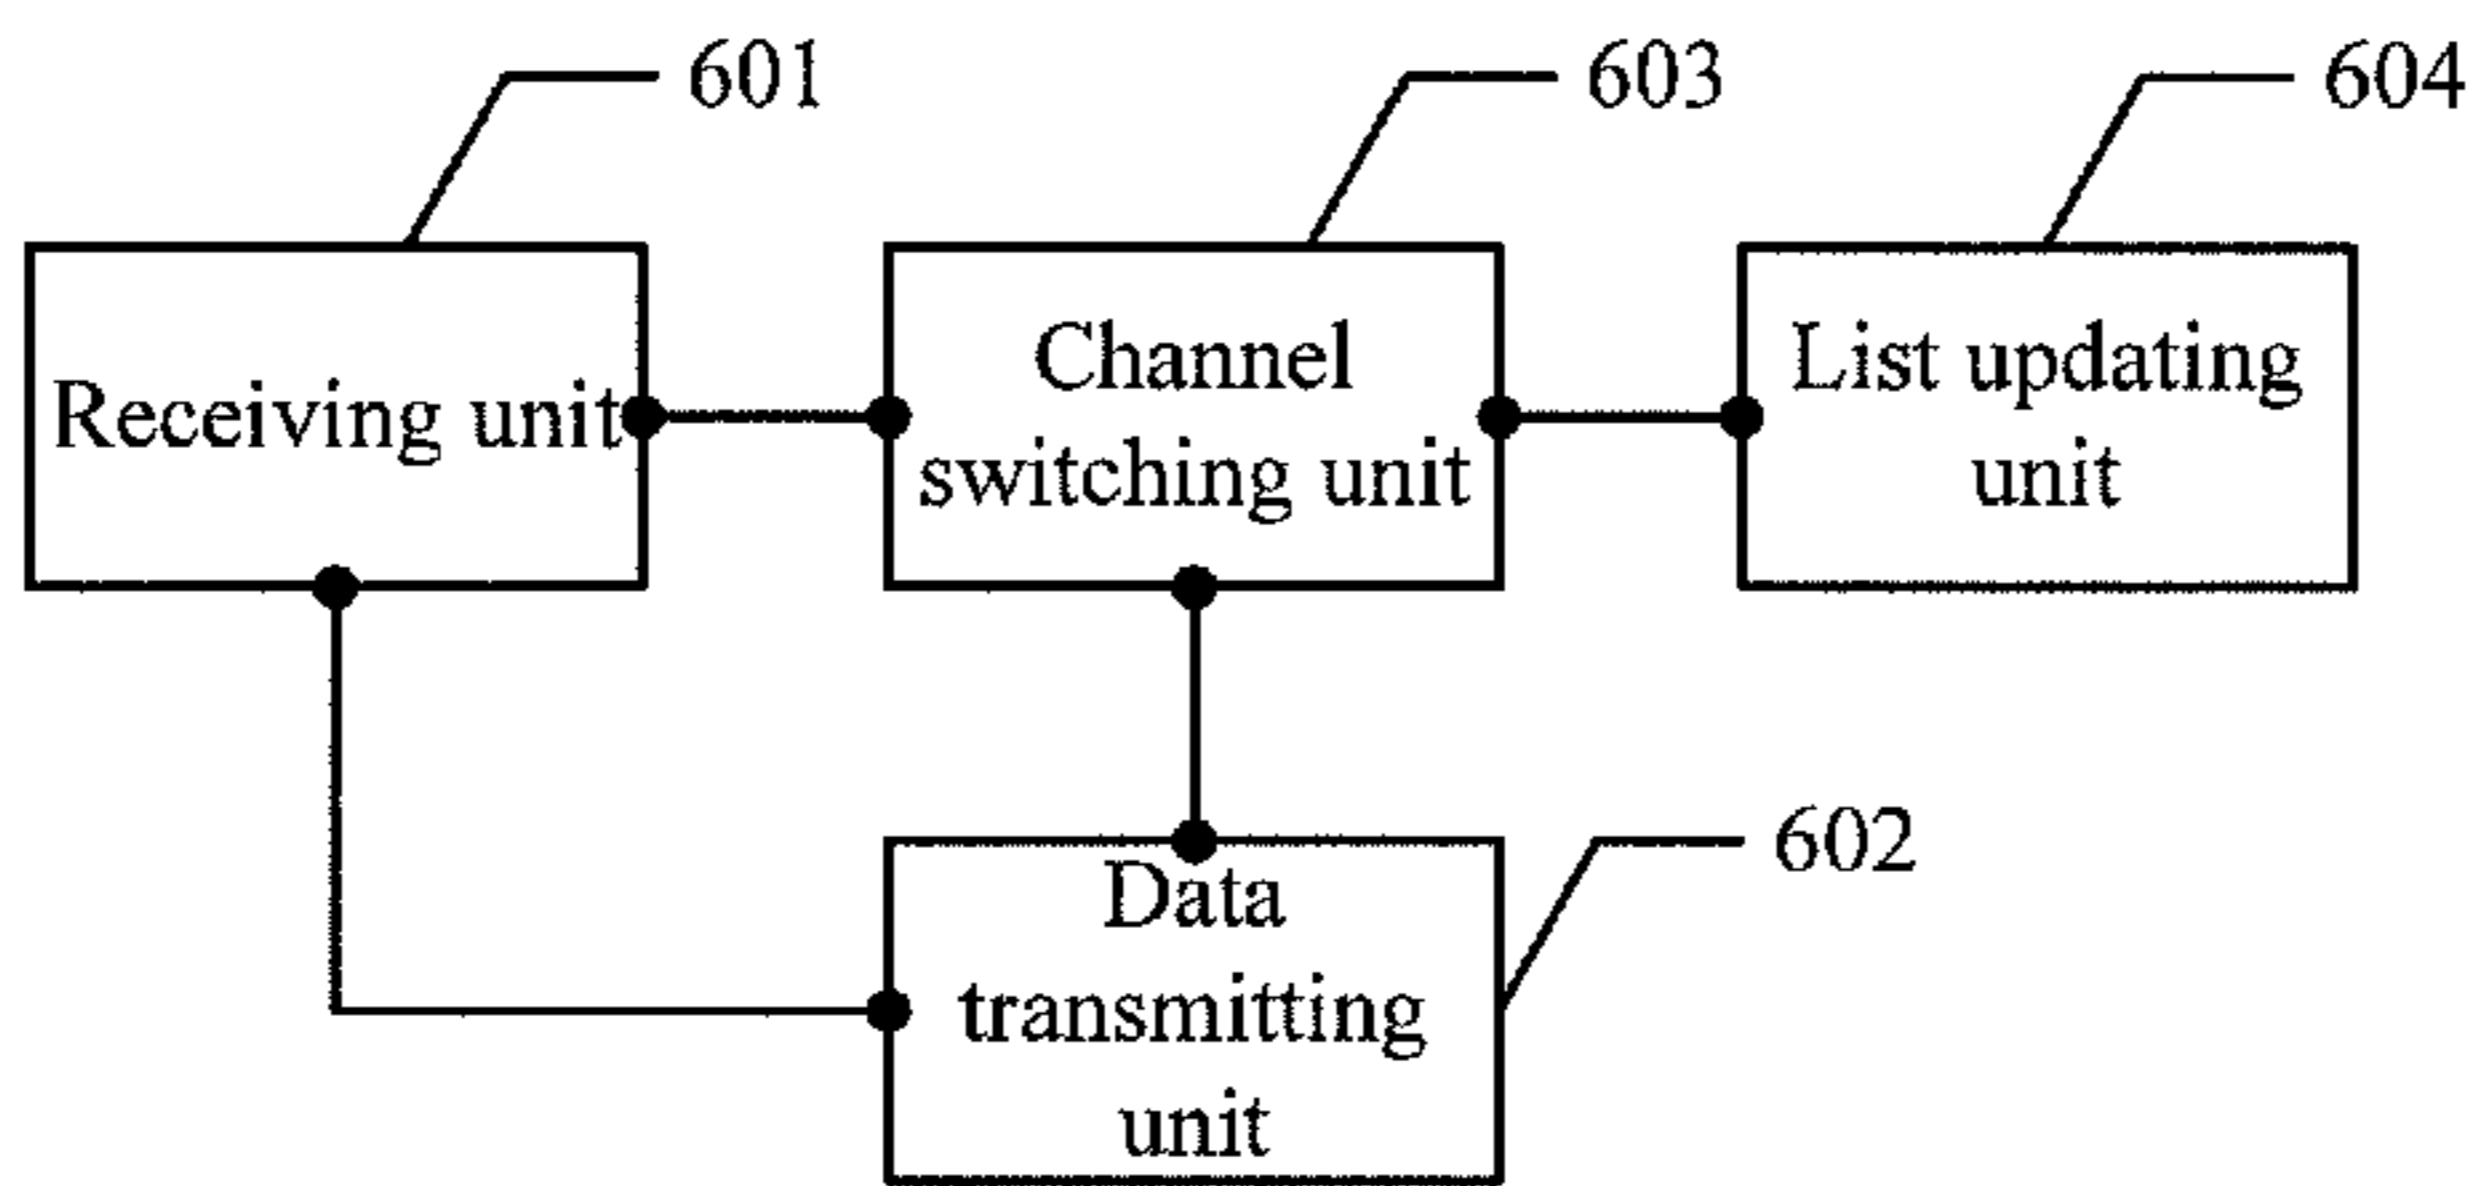 601
603
604
Receiving unit
Channel
switching unit
List updating
unit
602
Data
transmitting
unit